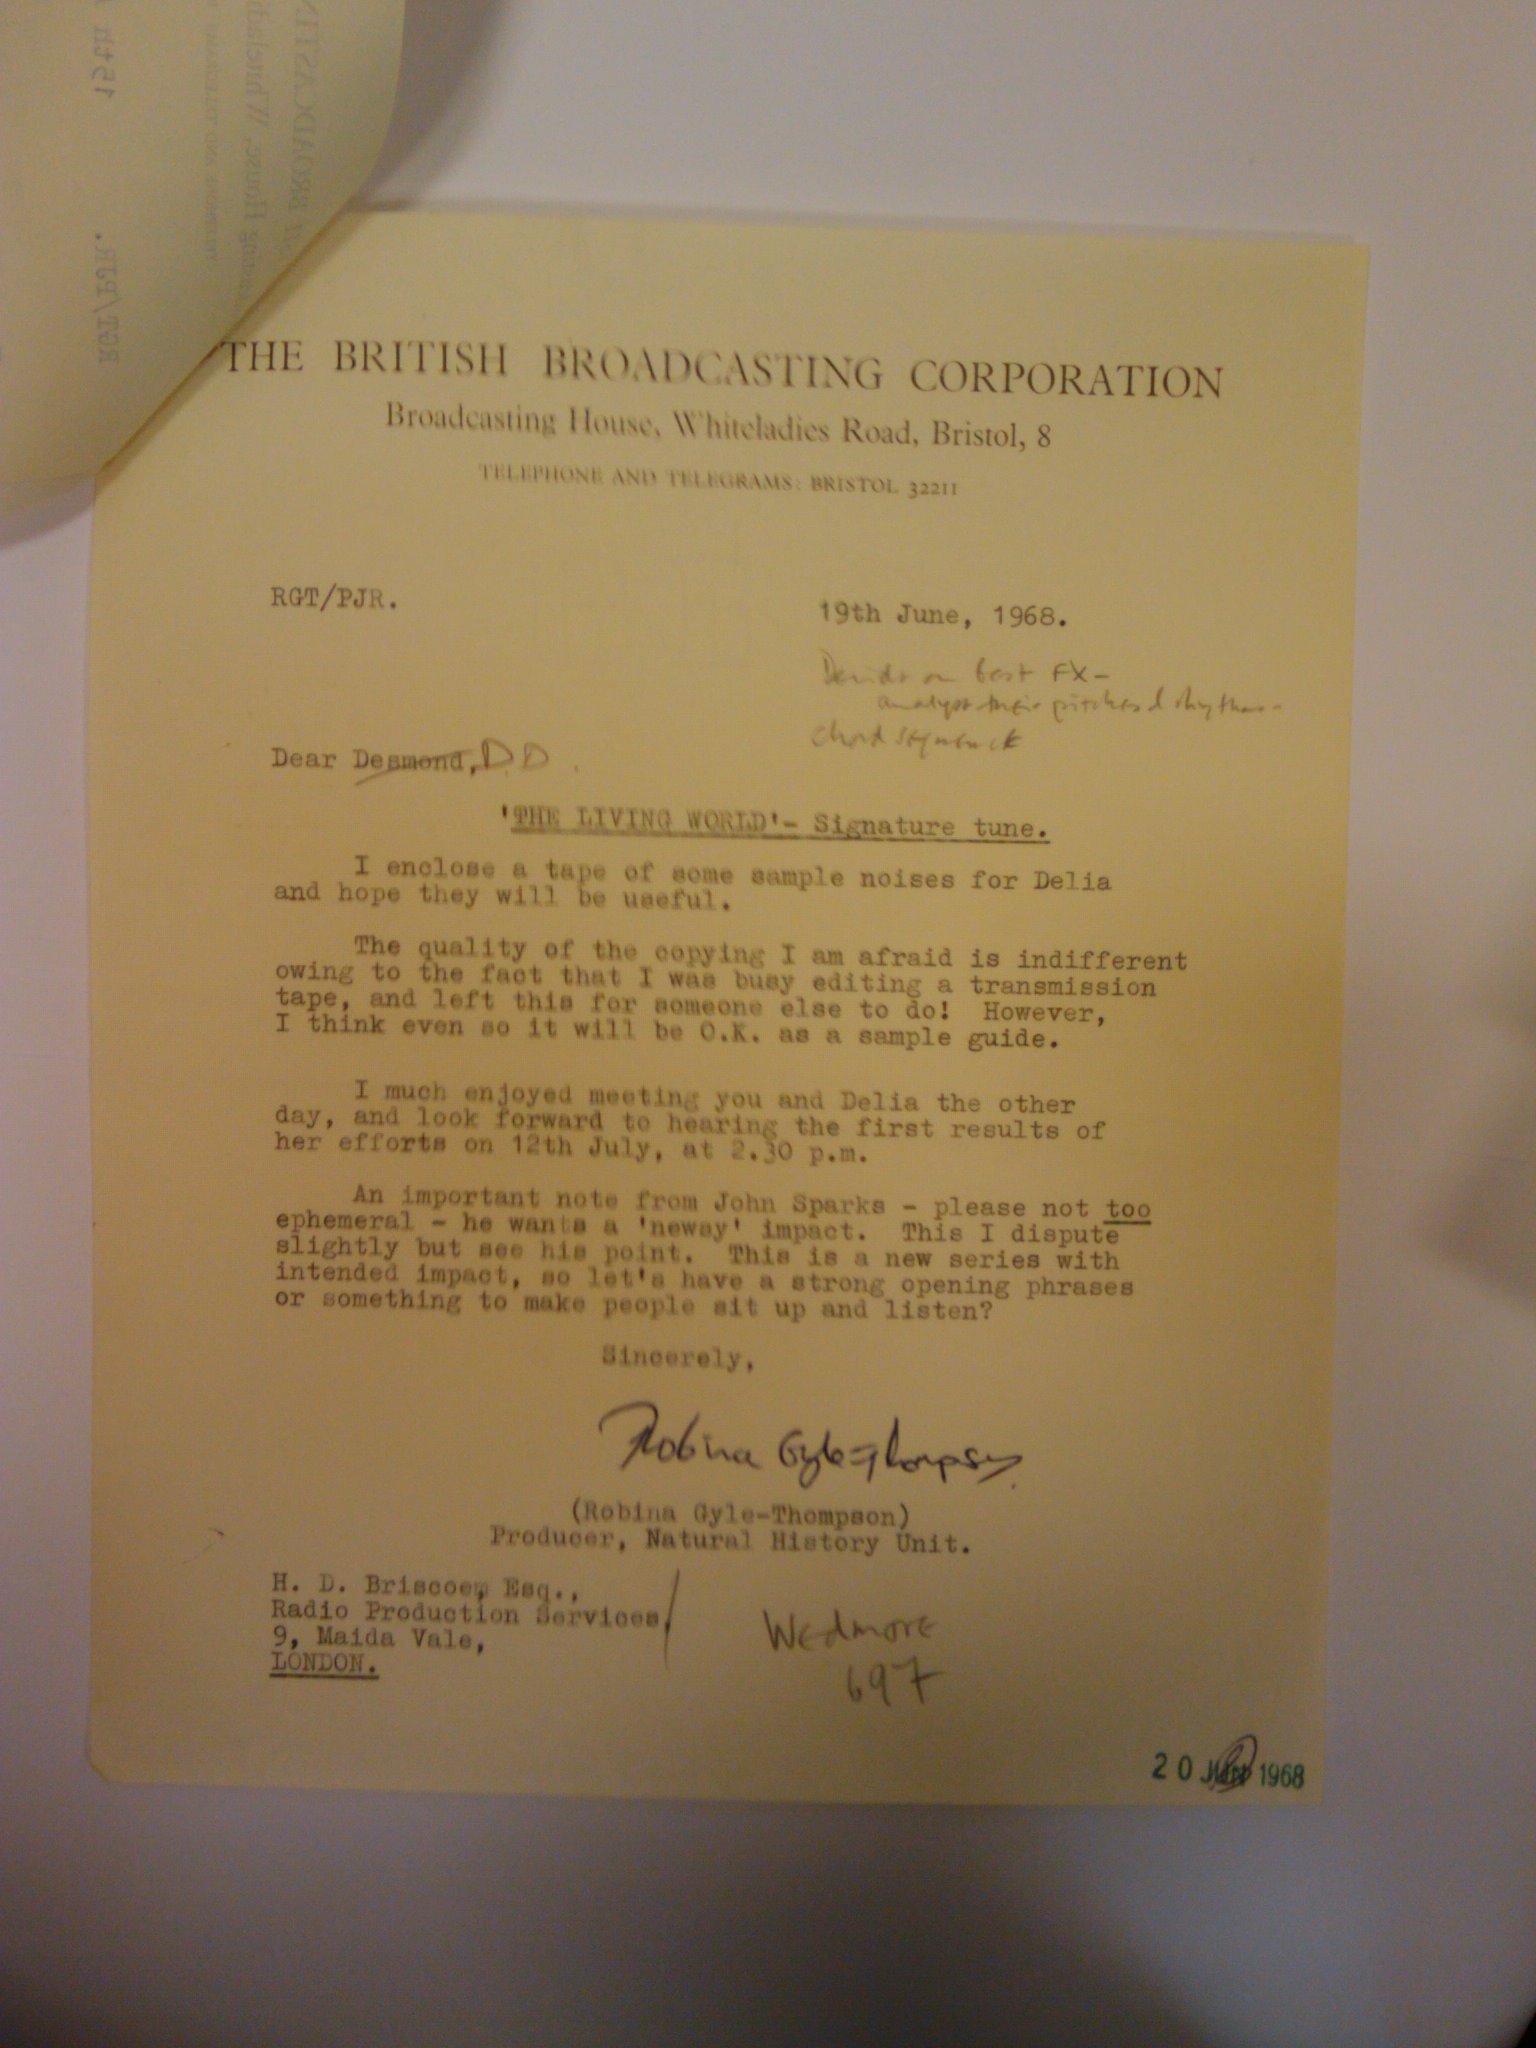 THE BRITISH BROADCASTING CORPORATION
Broadcasting House, Whiteladies Road, Bristol, 8
TELEPHONE AND TELEGRAMS: BRISTOL 32211
RGT/PJR.
19th June, 1968.
Decide on best FX -
analyse their pitches & rhythms -
Dear Desmond, DD.
'THE LIVING WORLD'- Signature tune.
I enclose a tape of some sample noises for Delia
and hope they will be useful.
The quality of the copying I am afraid is indifferent
owing to the fact that I was busy editing a transmission
tape, and left this for someone else to do! However,
I think even so it will be O.K. as a sample guide.
I much enjoyed meeting you and Delia the other
day, and look forward to hearing the first results of
her efforts on 12th July, at 2.30 p.m.
An important note from John Sparks - please not too
ephemeral - he wants a 'newsy' impact. This I dispute
slightly but see his point. This is a new series with
intended impact, so let's have a strong opening phrases
or something to make people sit up and listen?
Sincerely,
Robina Gyle-Thompson
(Robina Gyle-Thompson)
Producer, Natural History Unit.
H. D. Briscoe, Esq.,
Radio Production Services,
9, Maida Vale,
LONDON.
Wedmore
697
20 JUN 1968
15th
RGT/PJR.